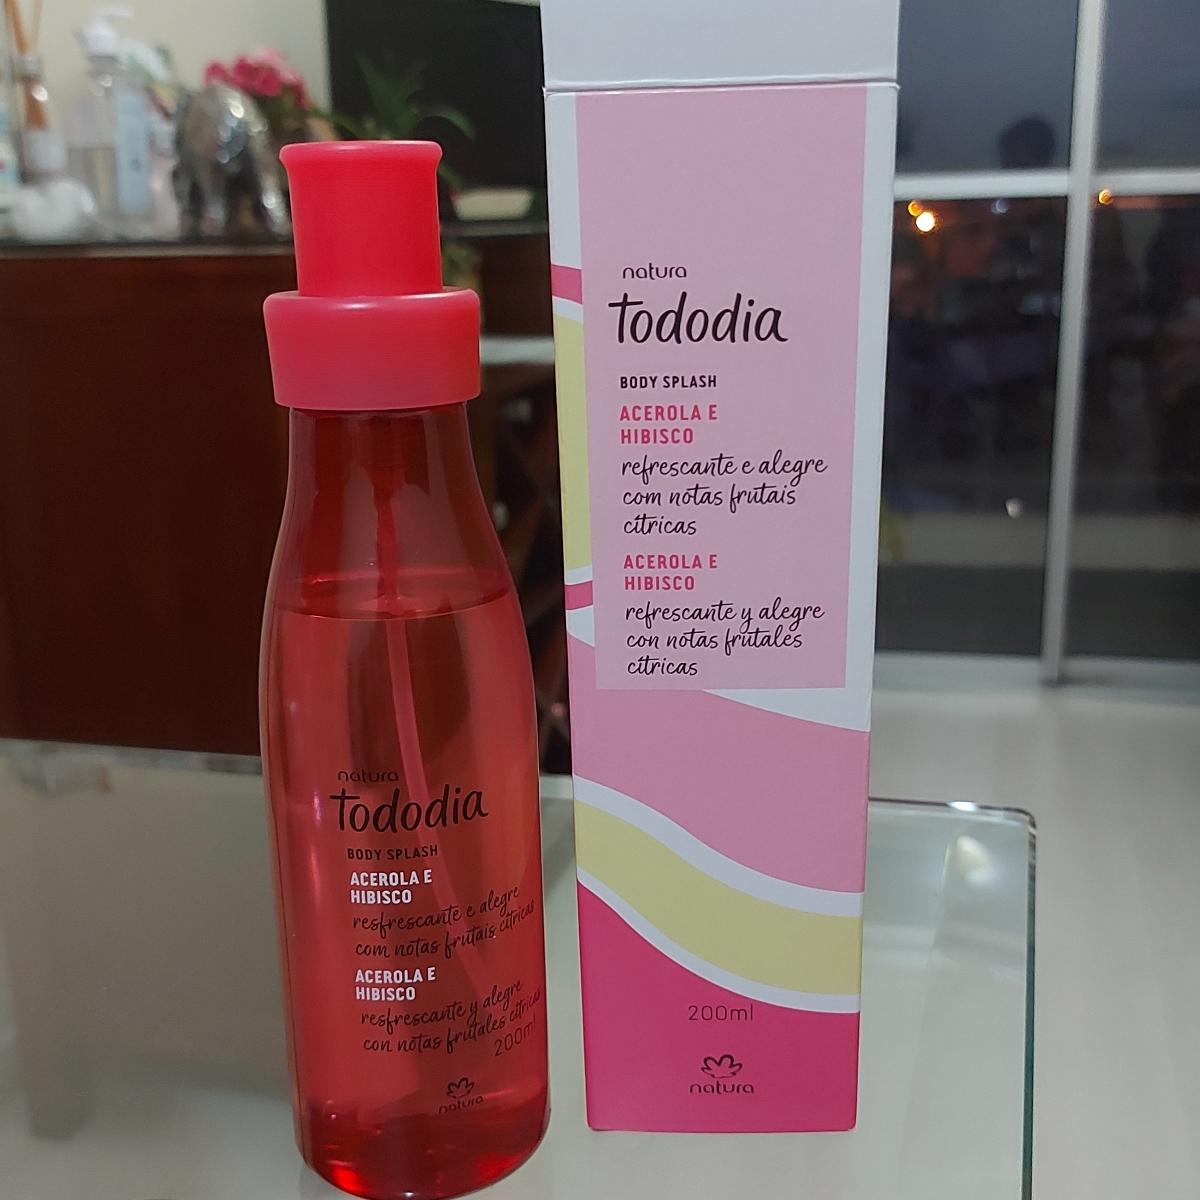 natura
Tododia
BODY SPLASH
ACEROLA E
HIBISCO
refrescante e alegre
com notas frutais
cítricas
ACEROLA E
HIBISCO
refrescante y alegre
con notas frutales
cítricas
200ml
natura
natura
Tododia
BODY SPLASH
ACEROLA E
HIBISCO
resfrescante e alegre
com notas frutais cítricas
ACEROLA E
HIBISCO
resfrescante y alegre
con notas frutales cítricas
200ml
natura